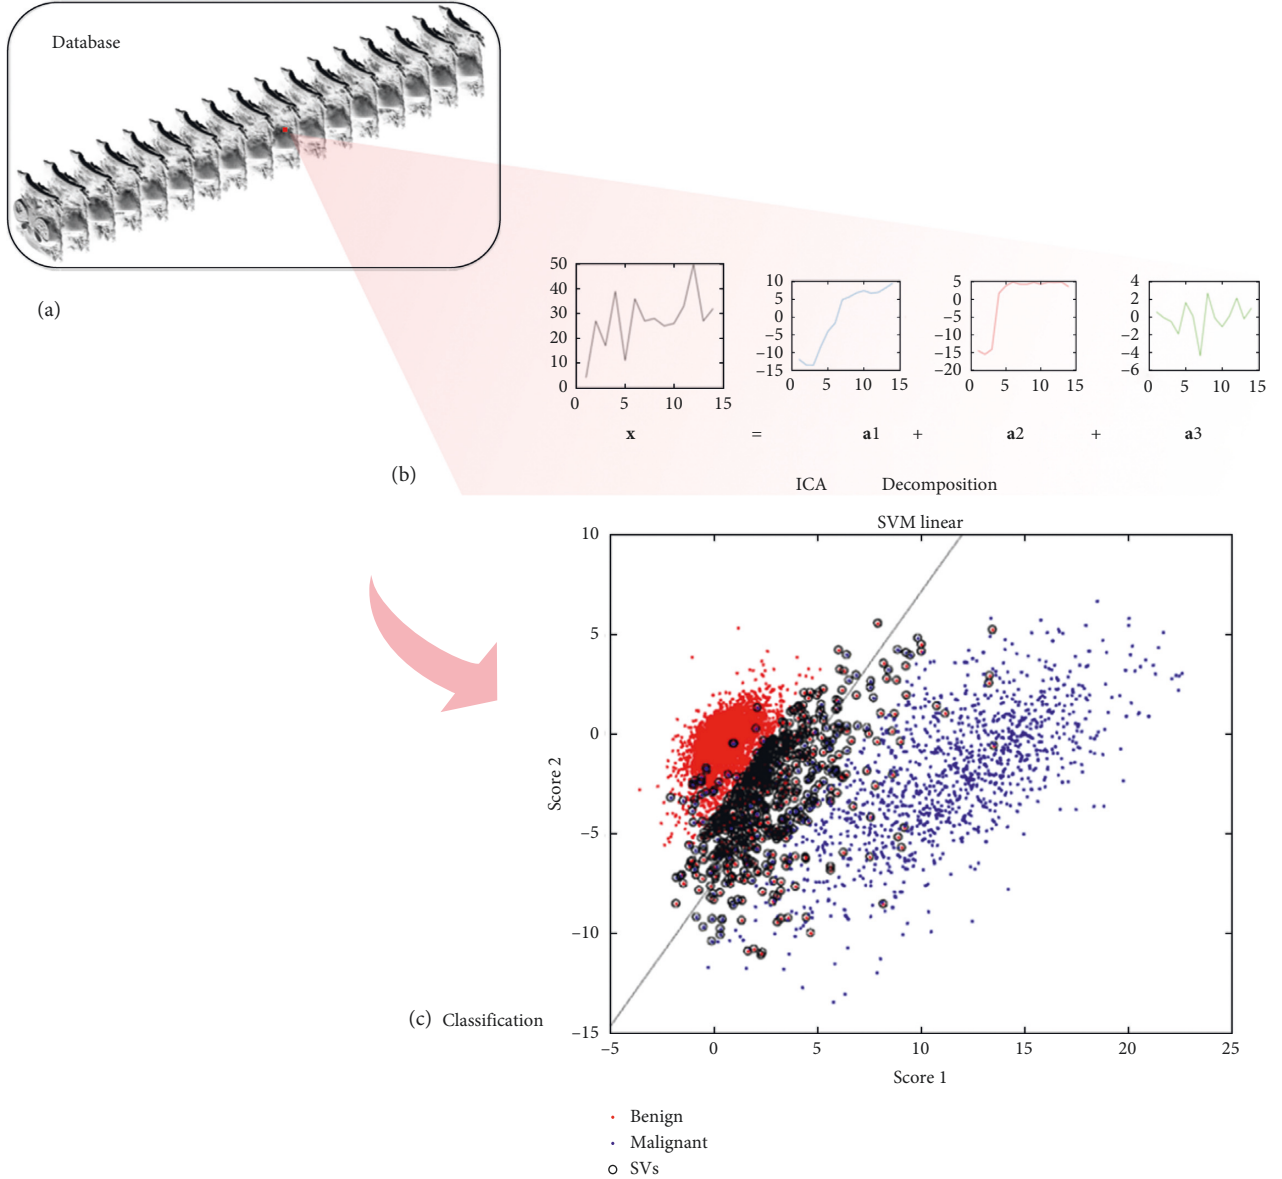 Database
(a)
50
40
30
20
10
0
0 5 10 15
10
5
0
−5
−10
−15
0 5 10 15
5
0
−5
−10
−15
−20
0 5 10 15
4
2
0
−2
−4
−6
0 5 10 15
x = a1 + a2 + a3
(b)
ICA Decomposition
SVM linear
10
5
0
−5
−10
−15
Score 2
−5 0 5 10 15 20 25
Score 1
(c) Classification
Benign
Malignant
SVs